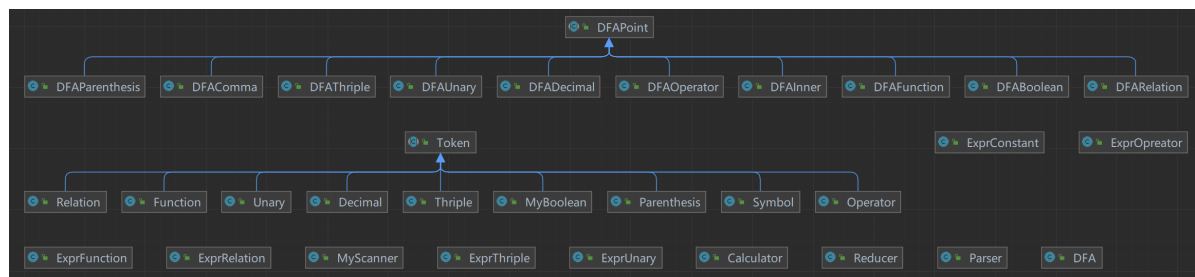 DFAPoint
DFAParenthesis DFAComma DFAThriple DFAUnary DFADecimal DFAOperator DFAInner DFAFunction DFABoolean DFARelation
Token ExprConstant ExprOpreator
Relation Function Unary Decimal Thriple MyBoolean Parenthesis Symbol Operator
ExprFunction ExprRelation MyScanner ExprThriple ExprUnary Calculator Reducer Parser DFA